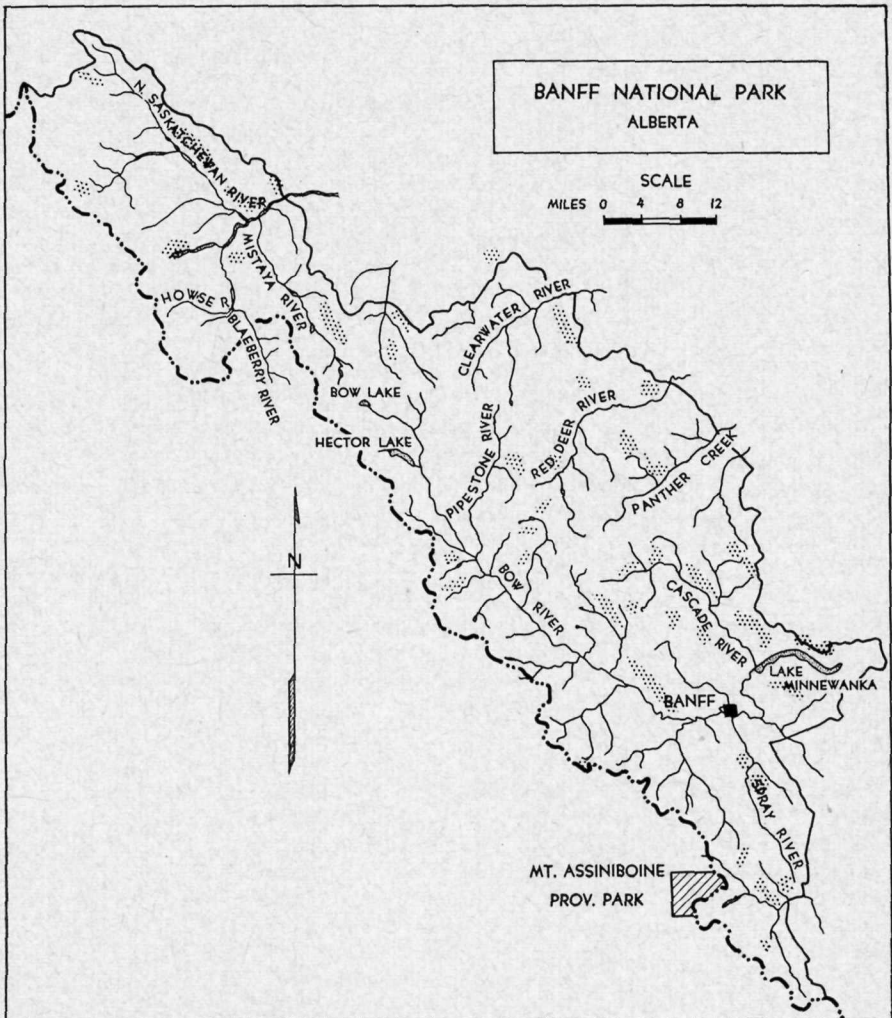 BANFF NATIONAL PARK
ALBERTA
SCALE
MILES 0 4 8 12
N. SASKATCHEWAN RIVER
MISTAYA RIVER
HOWSE R.
BLAEBERRY RIVER
CLEARWATER RIVER
BOW LAKE
HECTOR LAKE
PIPESTONE RIVER
RED DEER RIVER
PANTHER CREEK
N
BOW RIVER
CASCADE RIVER
LAKE
MINNEWANKA
BANFF
SPRAY RIVER
MT. ASSINIBOINE
PROV. PARK